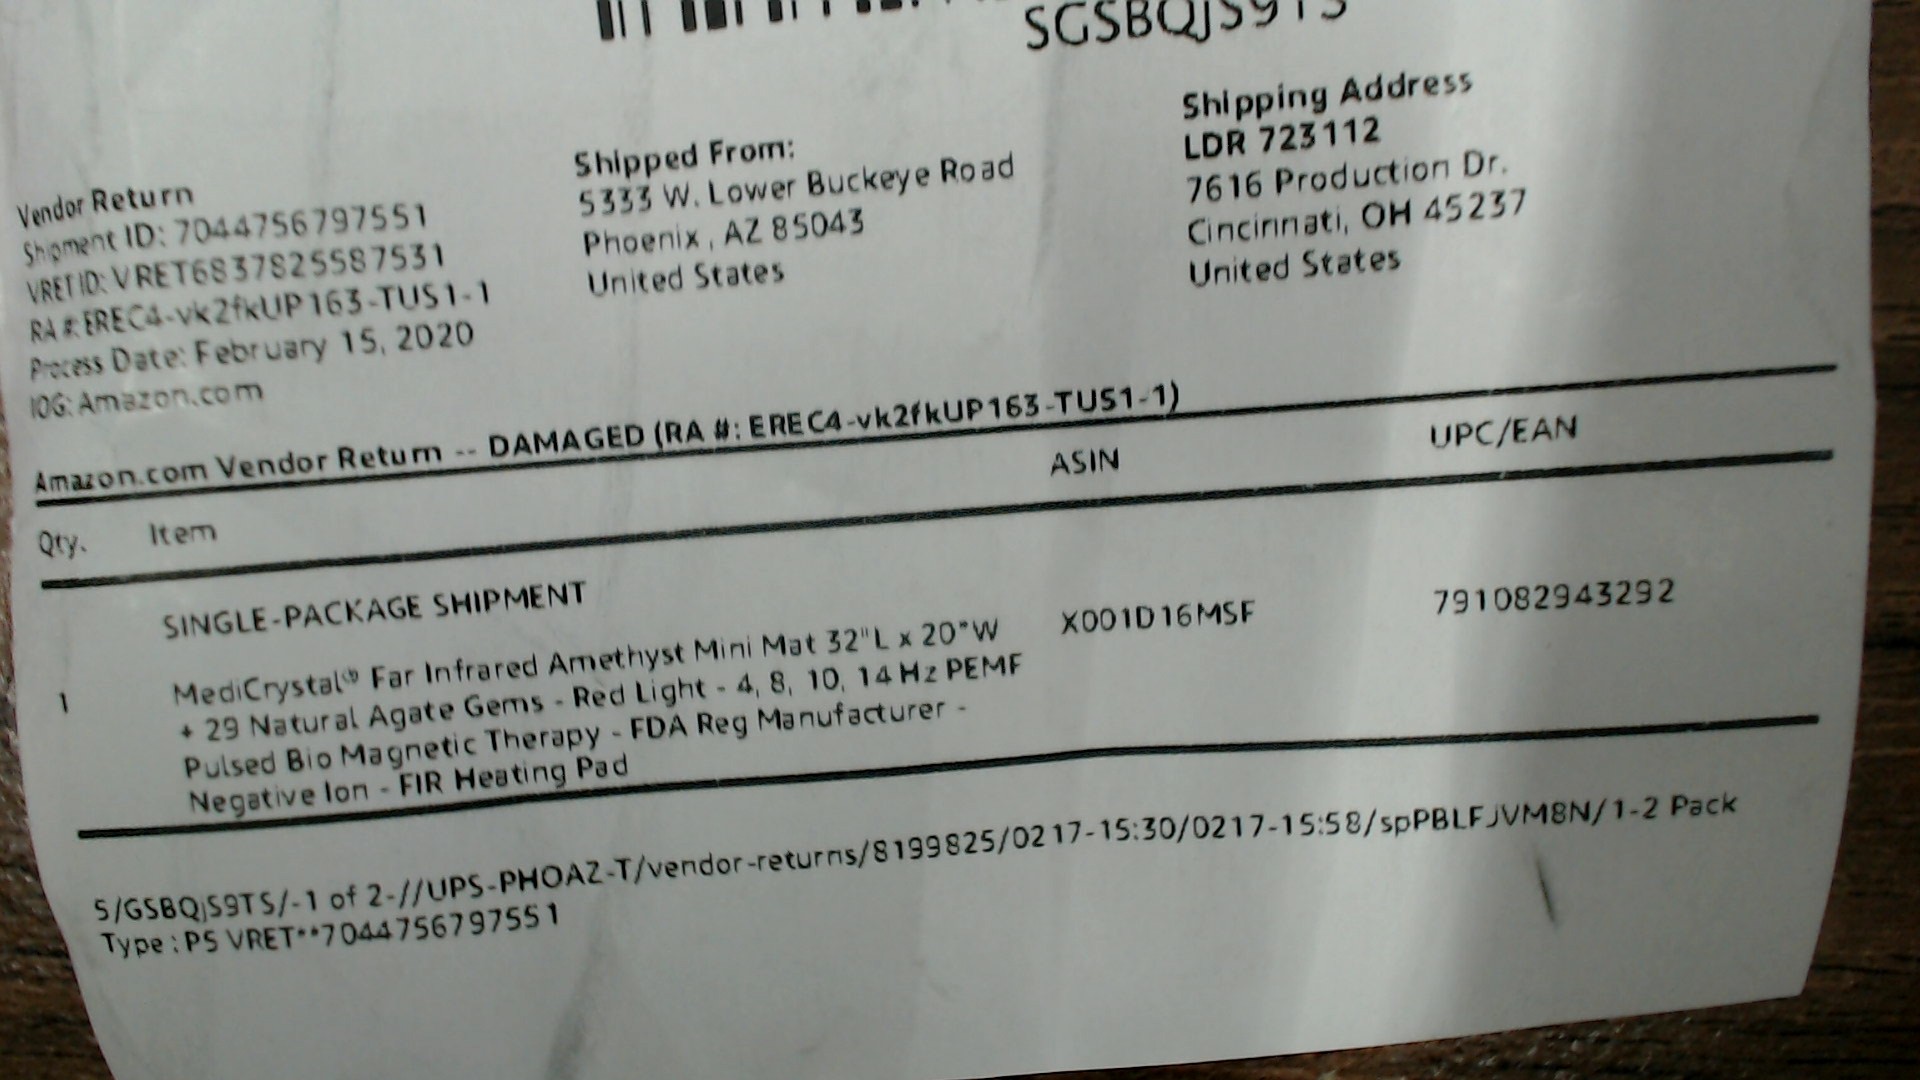 SGSBQJS9TS
Vendor Return
Shipment ID: 7044756797551
VRET ID: VRET6837825587531
RA #: EREC4-vk2fkUP163-TUS1-1
Process Date: February 15, 2020
IOG: Amazon.com
Shipped From:
5333 W. Lower Buckeye Road
Phoenix, AZ 85043
United States
Shipping Address
LDR 723112
7616 Production Dr.
Cincinnati, OH 45237
United States
Amazon.com Vendor Return -- DAMAGED (RA #: EREC4-vk2fkUP163-TUS1-1)
Qty. Item ASIN UPC/EAN
SINGLE-PACKAGE SHIPMENT
1 MediCrystal® Far Infrared Amethyst Mini Mat 32"L x 20"W X001D16MSF 791082943292
+ 29 Natural Agate Gems - Red Light - 4, 8, 10, 14 Hz PEMF
Pulsed Bio Magnetic Therapy - FDA Reg Manufacturer -
Negative Ion - FIR Heating Pad
S/GSBQjS9TS/-1 of 2-//UPS-PHOAZ-T/vendor-returns/8199825/0217-15:30/0217-15:58/spPBLFJVM8N/1-2 Pack
Type : PS VRET**7044756797551